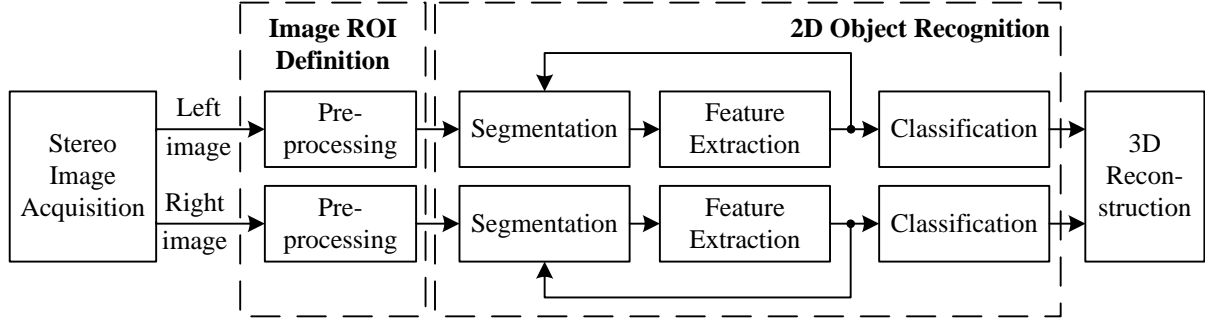 Image ROI
Definition
2D Object Recognition
Stereo
Image
Acquisition
Left
image
Pre-
processing
Segmentation
Feature
Extraction
Classification
Right
image
Pre-
processing
Segmentation
Feature
Extraction
Classification
3D
Recon-
struction